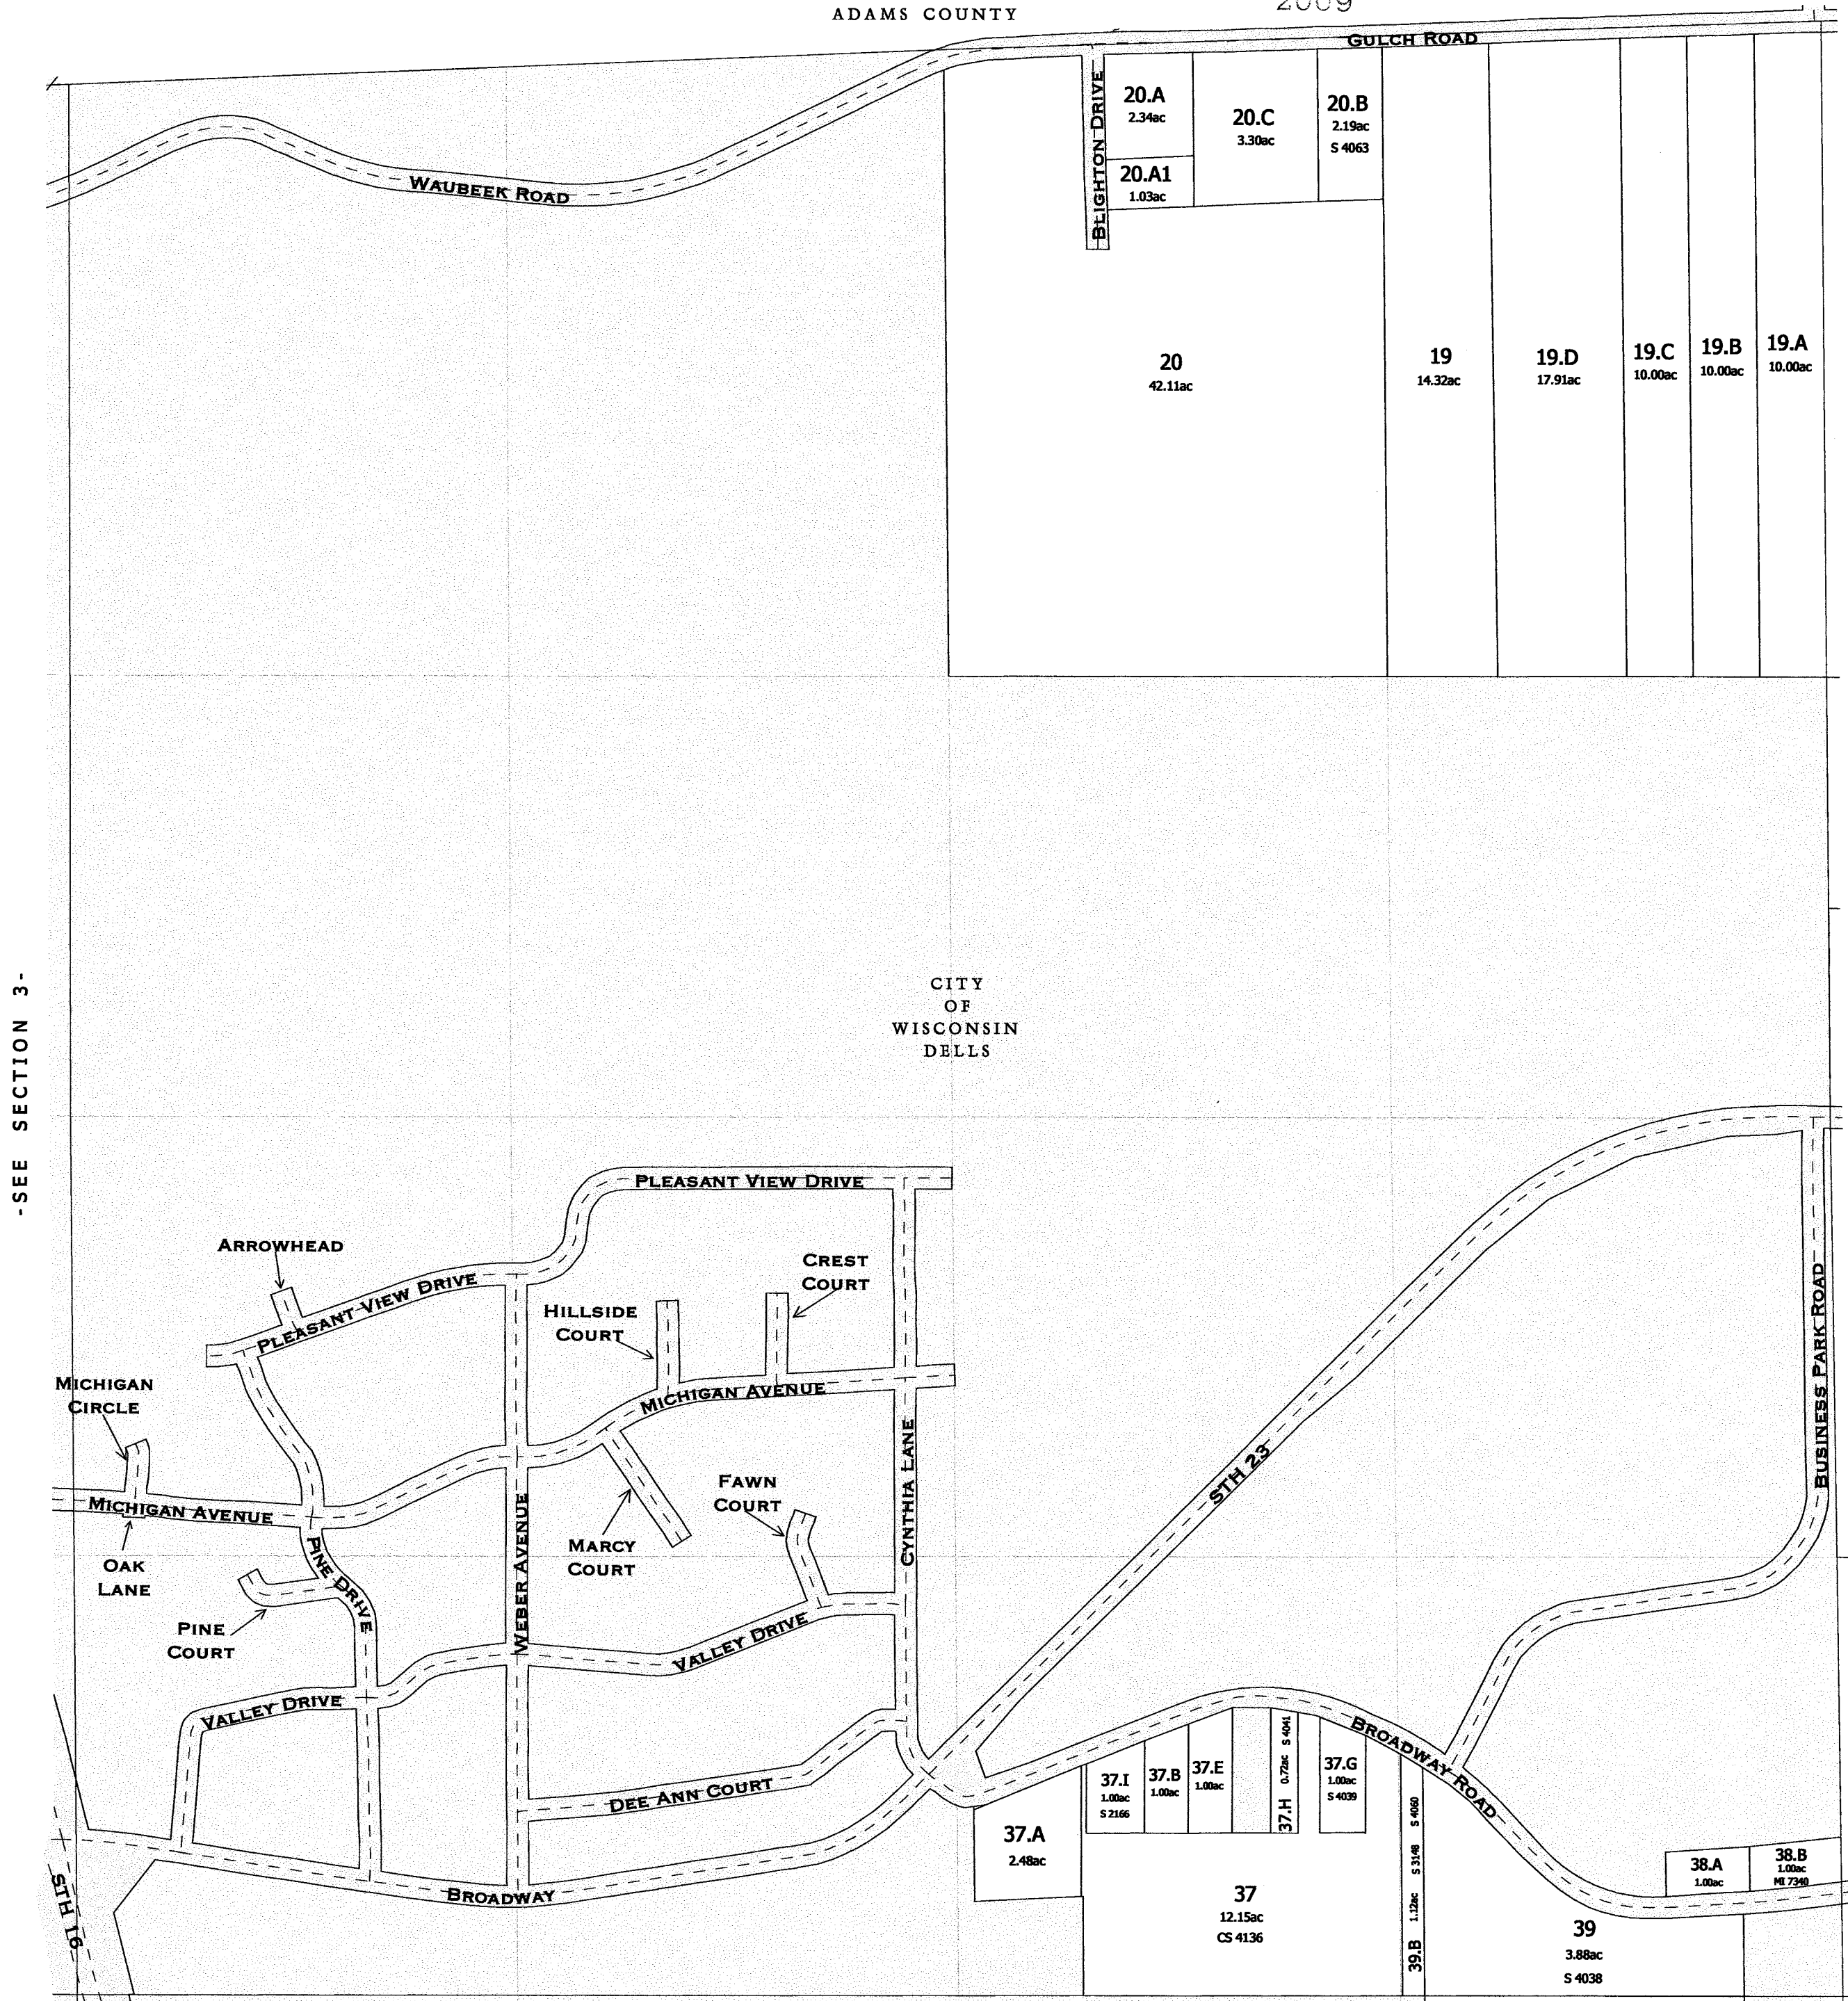 ADAMS COUNTY
2009
GULCH ROAD
BLIGHTON DRIVE
20.A
2.34ac
20.C
3.30ac
20.B
2.19ac
S 4063
20.A1
1.03ac
WAUBEEK ROAD
20
42.11ac
19
14.32ac
19.D
17.91ac
19.C
10.00ac
19.B
10.00ac
19.A
10.00ac
-SEE SECTION 3-
CITY
OF
WISCONSIN
DELLS
PLEASANT VIEW DRIVE
ARROWHEAD
PLEASANT VIEW DRIVE
CREST
COURT
HILLSIDE
COURT
MICHIGAN
CIRCLE
MICHIGAN AVENUE
MICHIGAN AVENUE
OAK
LANE
PINE DRIVE
PINE
COURT
WEBER AVENUE
MARCY
COURT
FAWN
COURT
CYNTHIA LANE
STH 23
BUSINESS PARK ROAD
VALLEY DRIVE
VALLEY DRIVE
DEE ANN COURT
BROADWAY
STH 16
BROADWAY ROAD
37.I
1.00ac
S 2166
37.B
1.00ac
37.E
1.00ac
37.H 0.72ac S 4041
37.G
1.00ac
S 4039
37.A
2.48ac
37
12.15ac
CS 4136
39.B 1.12ac S 3148 S 4060
38.A
1.00ac
38.B
1.00ac
MI 7340
39
3.88ac
S 4038